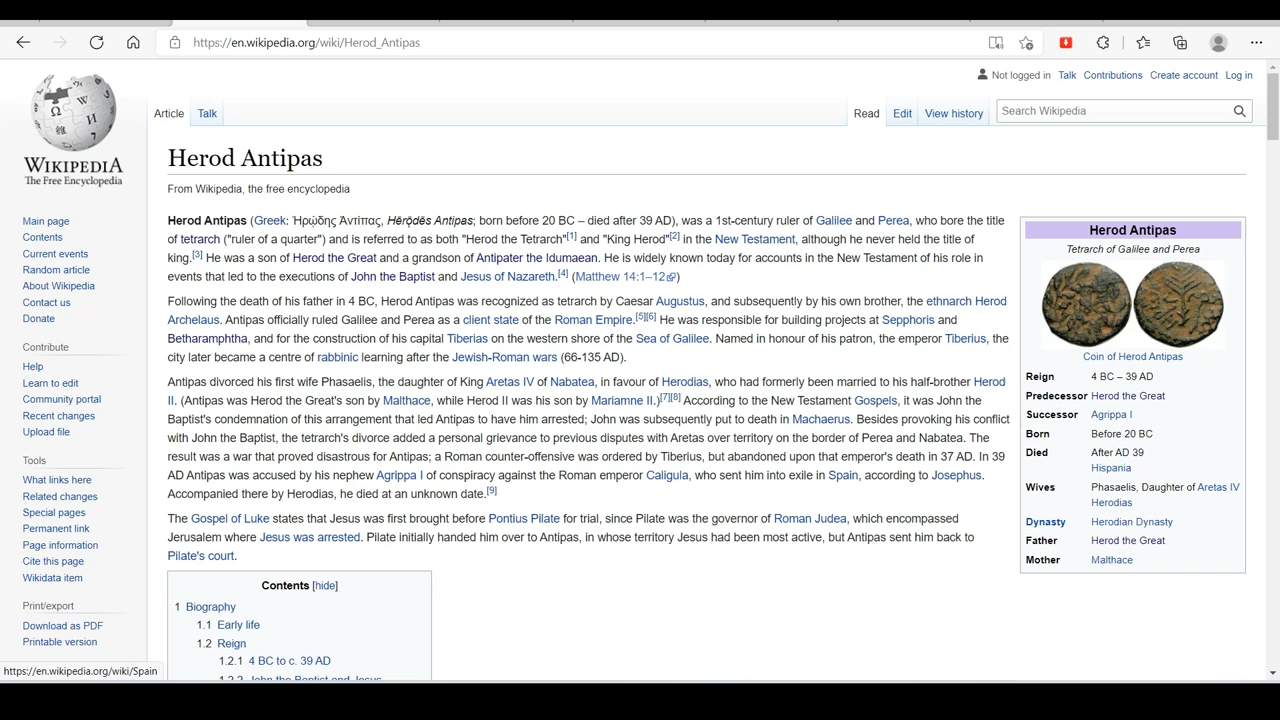 https://en.wikipedia.org/wiki/Herod_Antipas
Not logged in Talk Contributions Create account Log in
Article Talk Read Edit View history Search Wikipedia
WIKIPEDIA
The Free Encyclopedia
Main page
Contents
Current events
Random article
About Wikipedia
Contact us
Donate
Contribute
Help
Learn to edit
Community portal
Recent changes
Upload file
Tools
What links here
Related changes
Special pages
Permanent link
Page information
Cite this page
Wikidata item
Print/export
Download as PDF
Printable version
Herod Antipas
From Wikipedia, the free encyclopedia
Herod Antipas (Greek: Ἡρῴδης Ἀντίπας, Hērǭdēs Antipas; born before 20 BC – died after 39 AD), was a 1st-century ruler of Galilee and Perea, who bore the title
of tetrarch ("ruler of a quarter") and is referred to as both "Herod the Tetrarch"[1] and "King Herod"[2] in the New Testament, although he never held the title of
king.[3] He was a son of Herod the Great and a grandson of Antipater the Idumaean. He is widely known today for accounts in the New Testament of his role in
events that led to the executions of John the Baptist and Jesus of Nazareth.[4] (Matthew 14:1–12)
Following the death of his father in 4 BC, Herod Antipas was recognized as tetrarch by Caesar Augustus, and subsequently by his own brother, the ethnarch Herod
Archelaus. Antipas officially ruled Galilee and Perea as a client state of the Roman Empire.[5][6] He was responsible for building projects at Sepphoris and
Betharamphtha, and for the construction of his capital Tiberias on the western shore of the Sea of Galilee. Named in honour of his patron, the emperor Tiberius, the
city later became a centre of rabbinic learning after the Jewish-Roman wars (66-135 AD).
Antipas divorced his first wife Phasaelis, the daughter of King Aretas IV of Nabatea, in favour of Herodias, who had formerly been married to his half-brother Herod
II. (Antipas was Herod the Great's son by Malthace, while Herod II was his son by Mariamne II.)[7][8] According to the New Testament Gospels, it was John the
Baptist's condemnation of this arrangement that led Antipas to have him arrested; John was subsequently put to death in Machaerus. Besides provoking his conflict
with John the Baptist, the tetrarch's divorce added a personal grievance to previous disputes with Aretas over territory on the border of Perea and Nabatea. The
result was a war that proved disastrous for Antipas; a Roman counter-offensive was ordered by Tiberius, but abandoned upon that emperor's death in 37 AD. In 39
AD Antipas was accused by his nephew Agrippa I of conspiracy against the Roman emperor Caligula, who sent him into exile in Spain, according to Josephus.
Accompanied there by Herodias, he died at an unknown date.[9]
The Gospel of Luke states that Jesus was first brought before Pontius Pilate for trial, since Pilate was the governor of Roman Judea, which encompassed
Jerusalem where Jesus was arrested. Pilate initially handed him over to Antipas, in whose territory Jesus had been most active, but Antipas sent him back to
Pilate's court.
Contents [hide]
1 Biography
1.1 Early life
1.2 Reign
1.2.1 4 BC to c. 39 AD
1.2.2 John the Baptist and Jesus
Herod Antipas
Tetrarch of Galilee and Perea
Coin of Herod Antipas
Reign 4 BC – 39 AD
Predecessor Herod the Great
Successor Agrippa I
Born Before 20 BC
Died After AD 39
Hispania
Wives Phasaelis, Daughter of Aretas IV
Herodias
Dynasty Herodian Dynasty
Father Herod the Great
Mother Malthace
https://en.wikipedia.org/wiki/Spain